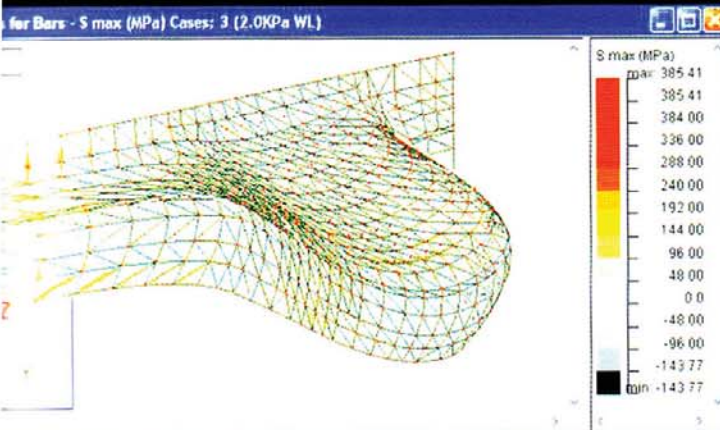 s for Bars - S max (MPa) Cases: 3 (2.0KPa WL)
S max (MPa)
max 385.41
385.41
384.00
336.00
288.00
240.00
192.00
144.00
96.00
48.00
0.0
-48.00
-96.00
-143.77
min -143.77
Z